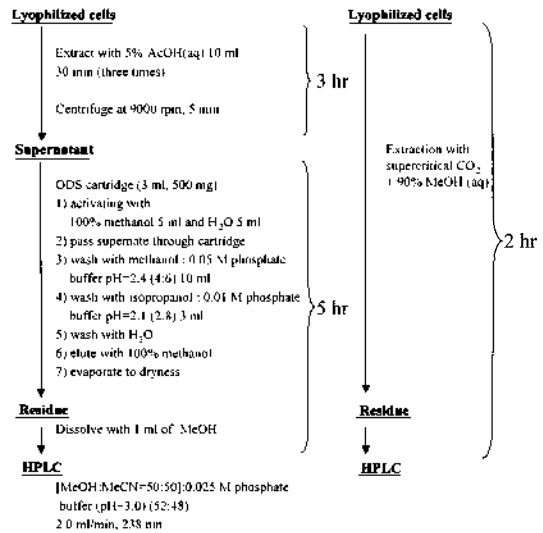 Lyophilized cells
Extract with 5% AcOH(aq) 10 ml
30 min (three times)
Centrifuge at 9000 rpm, 5 min
3 hr
Supernatant
ODS cartridge (3 ml, 500 mg)
1) activating with
100% methanol 5 ml and H₂O 5 ml
2) pass supernate through cartridge
3) wash with methanol : 0.05 M phosphate
buffer pH=2.4 (4:6) 10 ml
4) wash with isopropanol : 0.01 M phosphate
buffer pH=2.1 (2:8) 3 ml
5) wash with H₂O
6) elute with 100% methanol
7) evaporate to dryness
5 hr
Residue
Dissolve with 1 ml of MeOH
HPLC
[MeOH:MeCN=50:50]:0.025 M phosphate
buffer (pH=3.0) (52:48)
2.0 ml/min, 238 nm
Lyophilized cells
Extraction with
supercritical CO₂
+ 90% MeOH (aq)
2 hr
Residue
HPLC